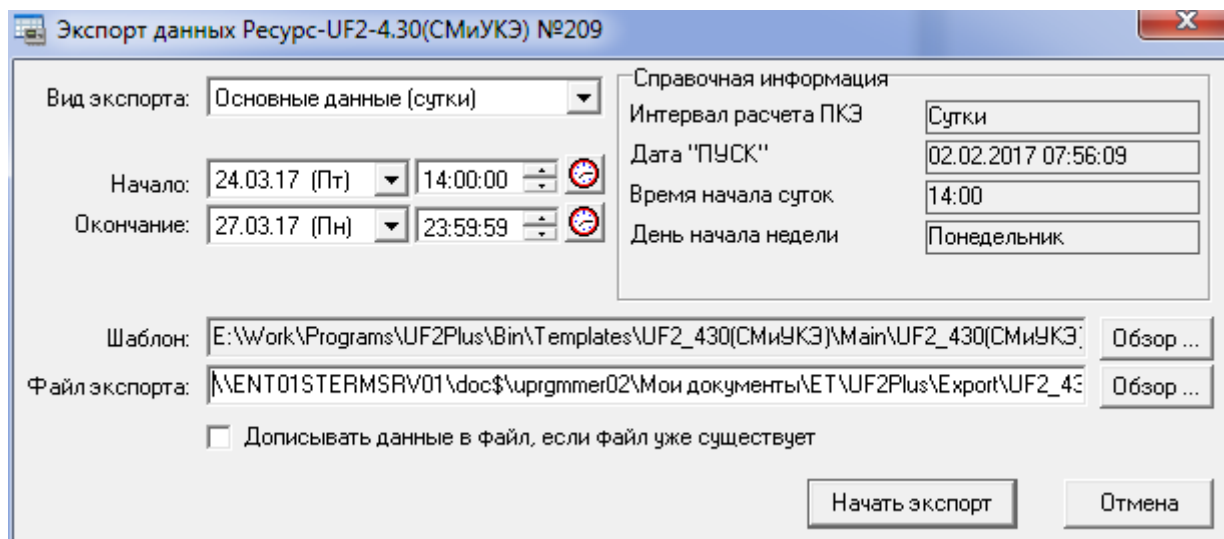 Экспорт данных Ресурс-UF2-4.30(СМиУКЭ) №209
Вид экспорта: Основные данные (сутки)
Начало: 24.03.17 (Пт) 14:00:00
Окончание: 27.03.17 (Пн) 23:59:59
Справочная информация
Интервал расчета ПКЭ Сутки
Дата "ПУСК" 02.02.2017 07:56:09
Время начала суток 14:00
День начала недели Понедельник
Шаблон: E:\Work\Programs\UF2Plus\Bin\Templates\UF2_430(СМиУКЭ)\Main\UF2_430(СМиУКЭ) Обзор ...
Файл экспорта: \\ENT01STERMSRV01\doc$\uprgmmer02\Мои документы\ET\UF2Plus\Export\UF2_43 Обзор ...
Дописывать данные в файл, если файл уже существует
Начать экспорт Отмена